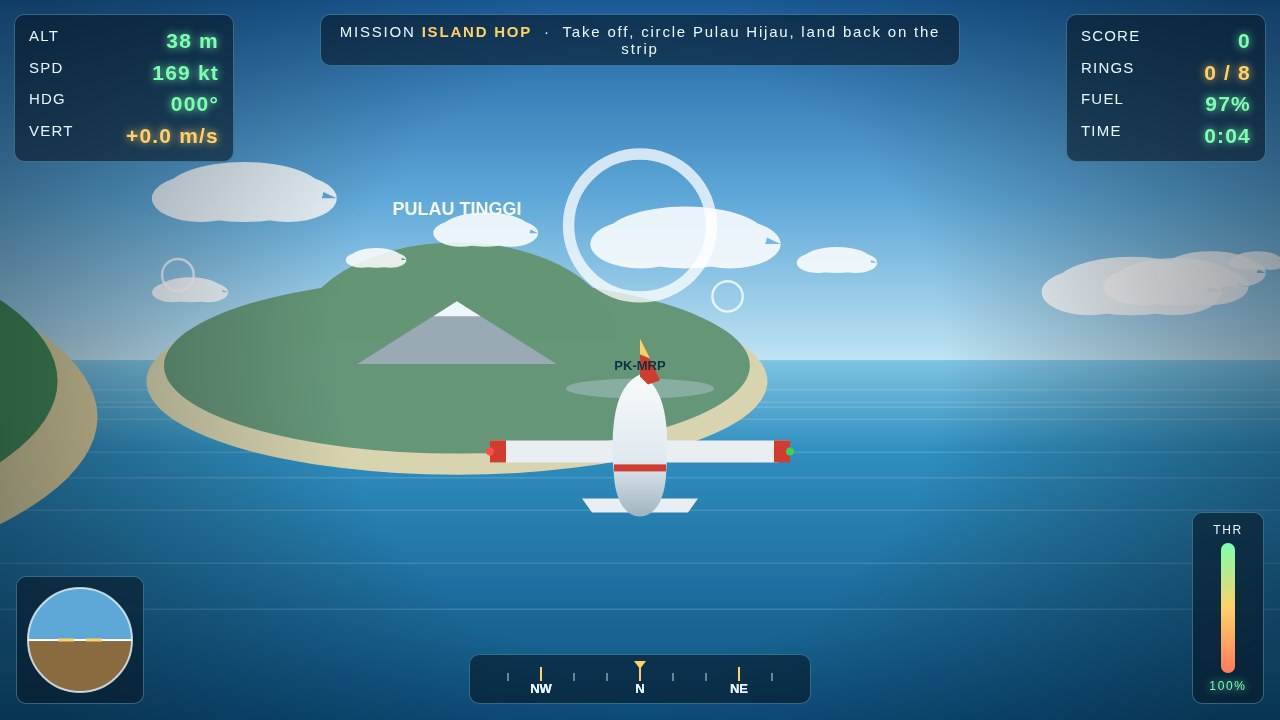 ALT 38 m
SPD 169 kt
HDG 000°
VERT +0.0 m/s
MISSION ISLAND HOP · Take off, circle Pulau Hijau, land back on the
strip
SCORE 0
RINGS 0 / 8
FUEL 97%
TIME 0:04
PULAU TINGGI
PK-MRP
THR
100%
NW N NE